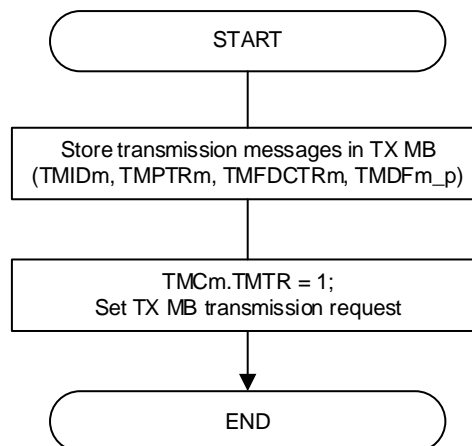 START
Store transmission messages in TX MB
(TMIDm, TMPTRm, TMFDCTRm, TMDFm_p)
TMCm.TMTR = 1;
Set TX MB transmission request
END